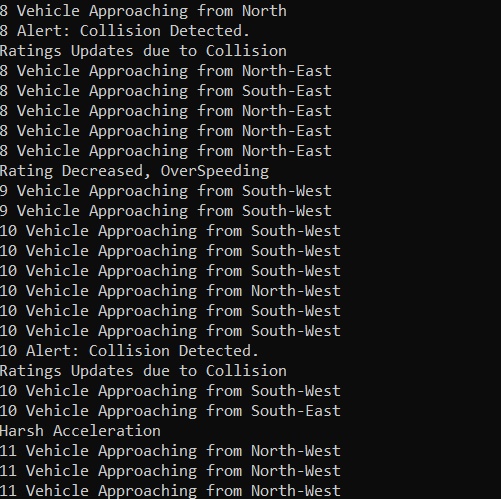 8 Vehicle Approaching from North
8 Alert: Collision Detected.
Ratings Updates due to Collision
8 Vehicle Approaching from North-East
8 Vehicle Approaching from South-East
8 Vehicle Approaching from North-East
8 Vehicle Approaching from North-East
8 Vehicle Approaching from North-East
Rating Decreased, OverSpeeding
9 Vehicle Approaching from South-West
9 Vehicle Approaching from South-West
10 Vehicle Approaching from South-West
10 Vehicle Approaching from South-West
10 Vehicle Approaching from South-West
10 Vehicle Approaching from North-West
10 Vehicle Approaching from South-West
10 Vehicle Approaching from South-West
10 Alert: Collision Detected.
Ratings Updates due to Collision
10 Vehicle Approaching from South-West
10 Vehicle Approaching from South-East
Harsh Acceleration
11 Vehicle Approaching from North-West
11 Vehicle Approaching from North-West
11 Vehicle Approaching from North-West